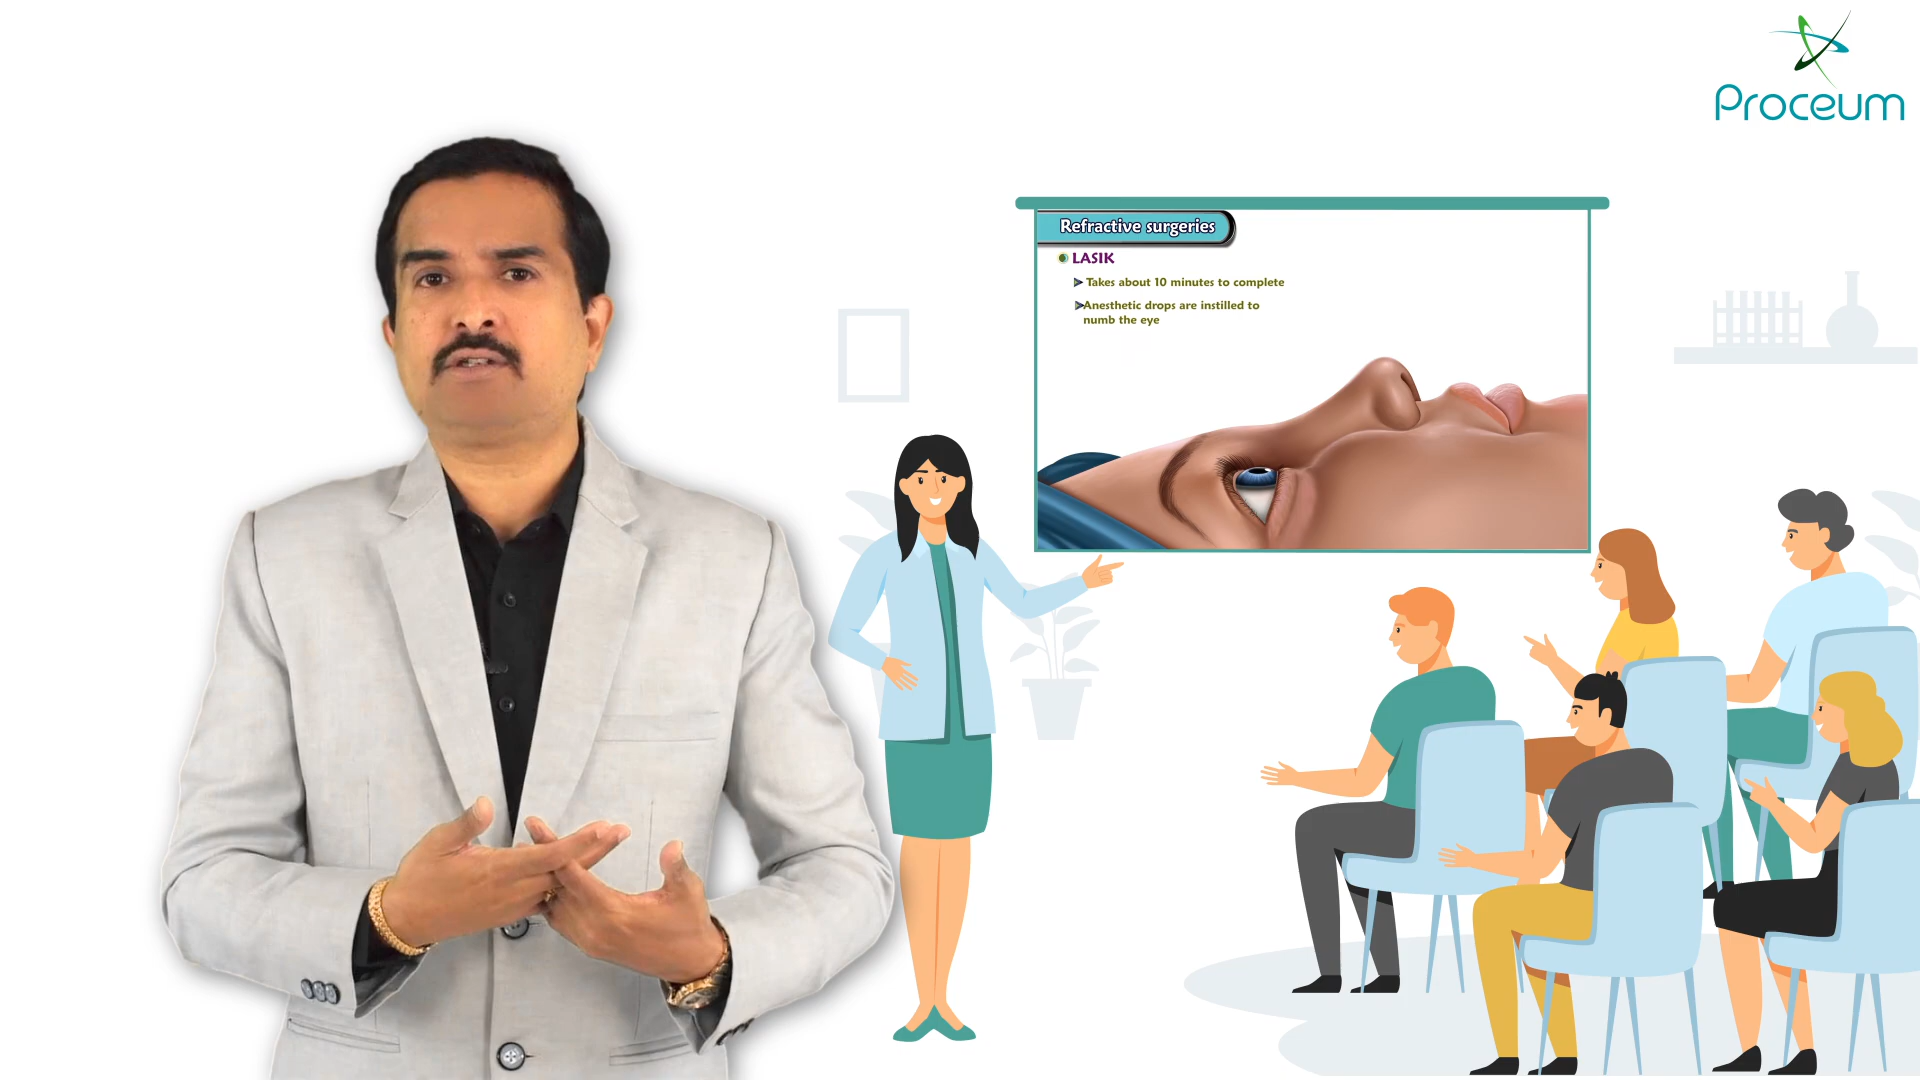 Proceum
Refractive surgeries
LASIK
Takes about 10 minutes to complete
Anesthetic drops are instilled to
numb the eye